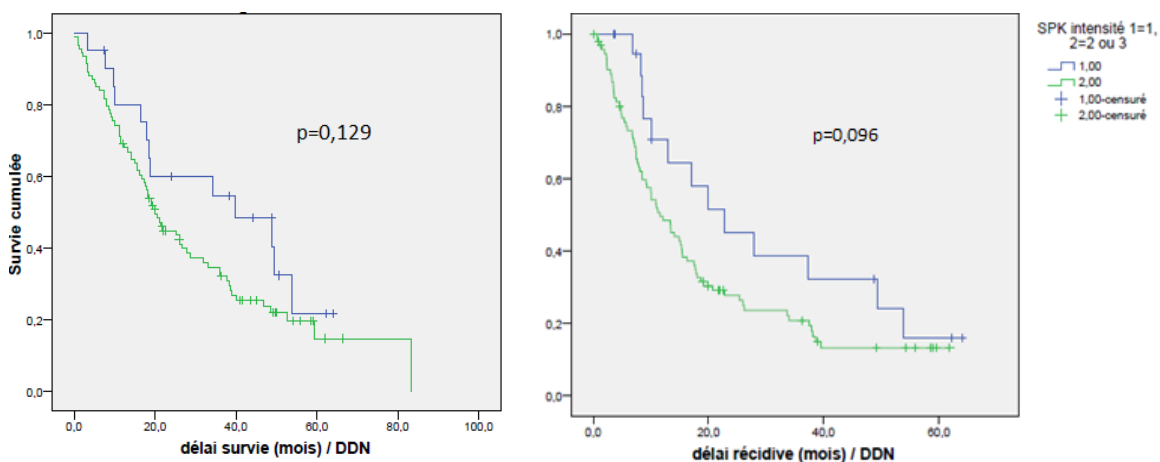 Survie cumulée
1,0
0,8
0,6
0,4
0,2
0,0
p=0,129
0,0 20,0 40,0 60,0 80,0 100,0
délai survie (mois) / DDN
1,0
0,8
0,6
0,4
0,2
0,0
p=0,096
0,0 20,0 40,0 60,0
délai récidive (mois) / DDN
SPK intensité 1=1,
2=2 ou 3
1,00
2,00
1,00-censuré
2,00-censuré